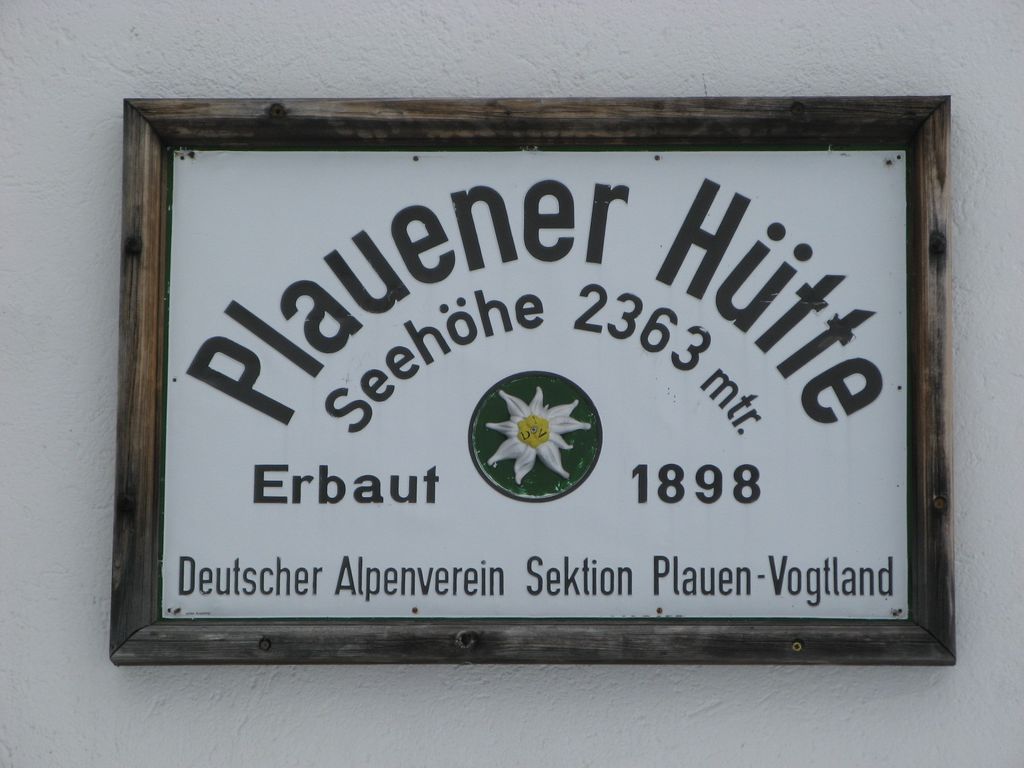 Plauener Hütte
Seehöhe 2363 mtr.
Erbaut 1898
Deutscher Alpenverein Sektion Plauen-Vogtland